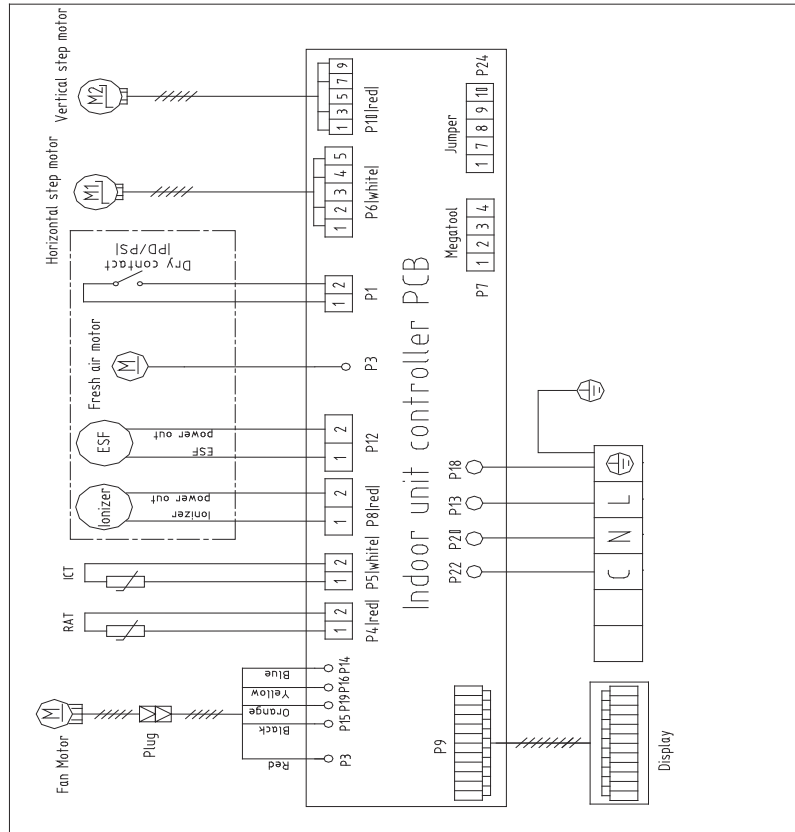 Vertical step motor
M2
Horizontal step motor
M1
1 3 5 7 9
P10|red|
1 2 3 4 5
P6|white|
P24
Jumper
1 7 8 9 10
Megatool
1 2 3 4
P7
Dry contact
|PD/PS|
1 2
P1
Fresh air motor
M
P3
ESF
ESF
power out
1 2
P12
Ionizer
Ionizer
power out
1 2
P8|red|
ICT
1 2
P5|white|
RAT
1 2
P4|red|
Indoor unit controller PCB
P18
P13
P20
P22
L
N
C
Fan Motor
M
Plug
Blue
Yellow
Orange
Black
Red
P14
P16
P19
P15
P3
P9
Display